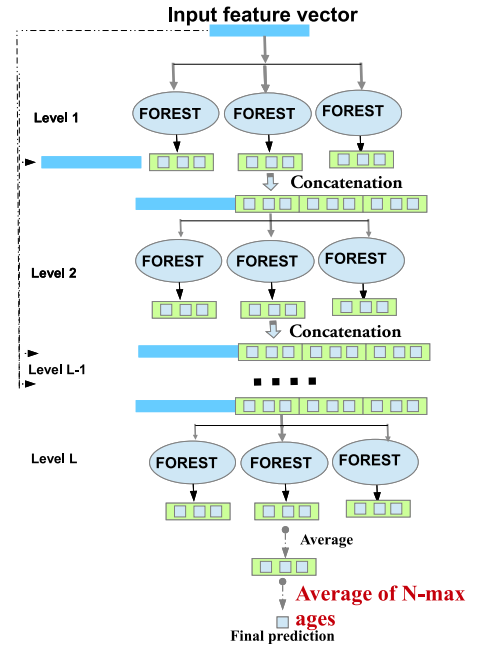 Input feature vector
Level 1
FOREST FOREST FOREST
Concatenation
Level 2
FOREST FOREST FOREST
Concatenation
Level L-1
Level L
FOREST FOREST FOREST
Average
Average of N-max
ages
Final prediction